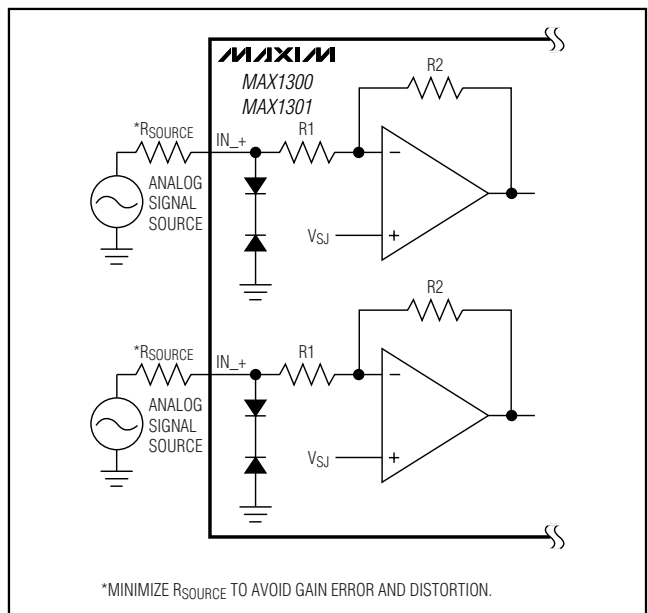 MAXIM
MAX1300
MAX1301
R2
*RSOURCE
IN_+
R1
−
ANALOG
SIGNAL
SOURCE
VSJ
+
R2
*RSOURCE
IN_+
R1
−
ANALOG
SIGNAL
SOURCE
VSJ
+
*MINIMIZE RSOURCE TO AVOID GAIN ERROR AND DISTORTION.